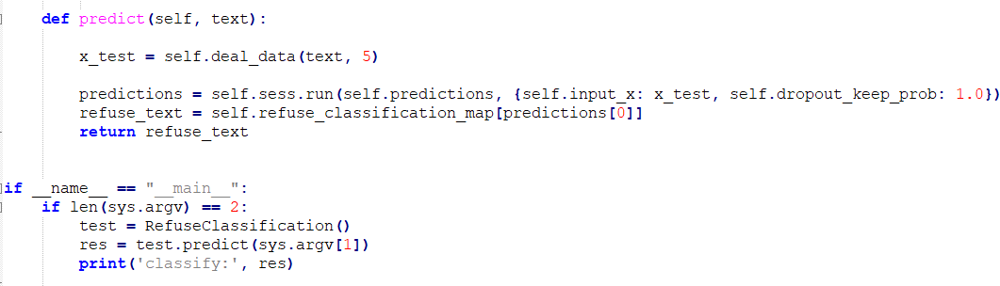 def predict(self, text):
x_test = self.deal_data(text, 5)
predictions = self.sess.run(self.predictions, {self.input_x: x_test, self.dropout_keep_prob: 1.0})
refuse_text = self.refuse_classification_map[predictions[0]]
return refuse_text
if __name__ == "__main__":
if len(sys.argv) == 2:
test = RefuseClassification()
res = test.predict(sys.argv[1])
print('classify:', res)